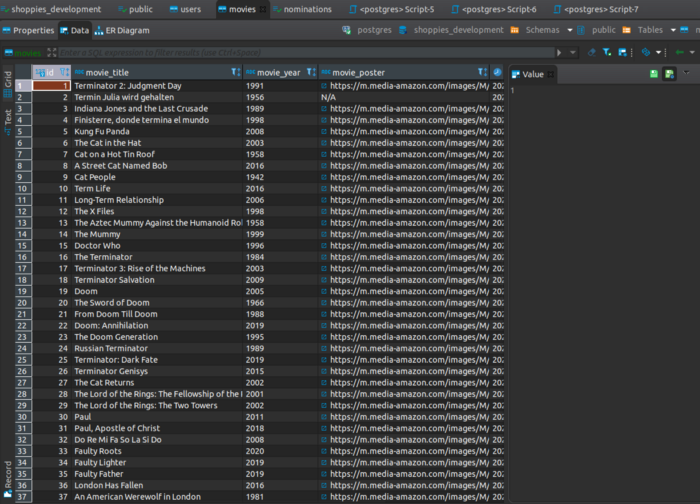 shoppies_development public users movies nominations <postgres> Script-5 <postgres> Script-6 <postgres> Script-7
Properties Data ER Diagram postgres shoppies_development public Tables
movies Enter a SQL expression to filter results (use Ctrl+Space)
Grid
Text
Record
id movie_title movie_year movie_poster Value
1 1 Terminator 2: Judgment Day 1991 https://m.media-amazon.com/images/M/ 202 1
2 2 Termin Julia wird gehalten 1956 N/A 202
3 3 Indiana Jones and the Last Crusade 1989 https://m.media-amazon.com/images/M/ 202
4 4 Finisterre, donde termina el mundo 1998 https://m.media-amazon.com/images/M/ 202
5 5 Kung Fu Panda 2008 https://m.media-amazon.com/images/M/ 202
6 6 The Cat in the Hat 2003 https://m.media-amazon.com/images/M/ 202
7 7 Cat on a Hot Tin Roof 1958 https://m.media-amazon.com/images/M/ 202
8 8 A Street Cat Named Bob 2016 https://m.media-amazon.com/images/M/ 202
9 9 Cat People 1942 https://m.media-amazon.com/images/M/ 202
10 10 Term Life 2016 https://m.media-amazon.com/images/M/ 202
11 11 Long-Term Relationship 2006 https://m.media-amazon.com/images/M/ 202
12 12 The X Files 1998 https://m.media-amazon.com/images/M/ 202
13 13 The Aztec Mummy Against the Humanoid Ro 1958 https://m.media-amazon.com/images/M/ 202
14 14 The Mummy 1999 https://m.media-amazon.com/images/M/ 202
15 15 Doctor Who 1996 https://m.media-amazon.com/images/M/ 202
16 16 The Terminator 1984 https://m.media-amazon.com/images/M/ 202
17 17 Terminator 3: Rise of the Machines 2003 https://m.media-amazon.com/images/M/ 202
18 18 Terminator Salvation 2009 https://m.media-amazon.com/images/M/ 202
19 19 Doom 2005 https://m.media-amazon.com/images/M/ 202
20 20 The Sword of Doom 1966 https://m.media-amazon.com/images/M/ 202
21 21 From Doom Till Doom 1988 https://m.media-amazon.com/images/M/ 202
22 22 Doom: Annihilation 2019 https://m.media-amazon.com/images/M/ 202
23 23 The Doom Generation 1995 https://m.media-amazon.com/images/M/ 202
24 24 Russian Terminator 1989 https://m.media-amazon.com/images/M/ 202
25 25 Terminator: Dark Fate 2019 https://m.media-amazon.com/images/M/ 202
26 26 Terminator Genisys 2015 https://m.media-amazon.com/images/M/ 202
27 27 The Cat Returns 2002 https://m.media-amazon.com/images/M/ 202
28 28 The Lord of the Rings: The Fellowship of the 2001 https://m.media-amazon.com/images/M/ 202
29 29 The Lord of the Rings: The Two Towers 2002 https://m.media-amazon.com/images/M/ 202
30 30 Paul 2011 https://m.media-amazon.com/images/M/ 202
31 31 Paul, Apostle of Christ 2018 https://m.media-amazon.com/images/M/ 202
32 32 Do Re Mi Fa So La Si Do 2008 https://m.media-amazon.com/images/M/ 202
33 33 Faulty Roots 2020 https://m.media-amazon.com/images/M/ 202
34 34 Faulty Lighter 2019 https://m.media-amazon.com/images/M/ 202
35 35 Faulty Father 2019 https://m.media-amazon.com/images/M/ 202
36 36 London Has Fallen 2016 https://m.media-amazon.com/images/M/ 202
37 37 An American Werewolf in London 1981 https://m.media-amazon.com/images/M/ 202